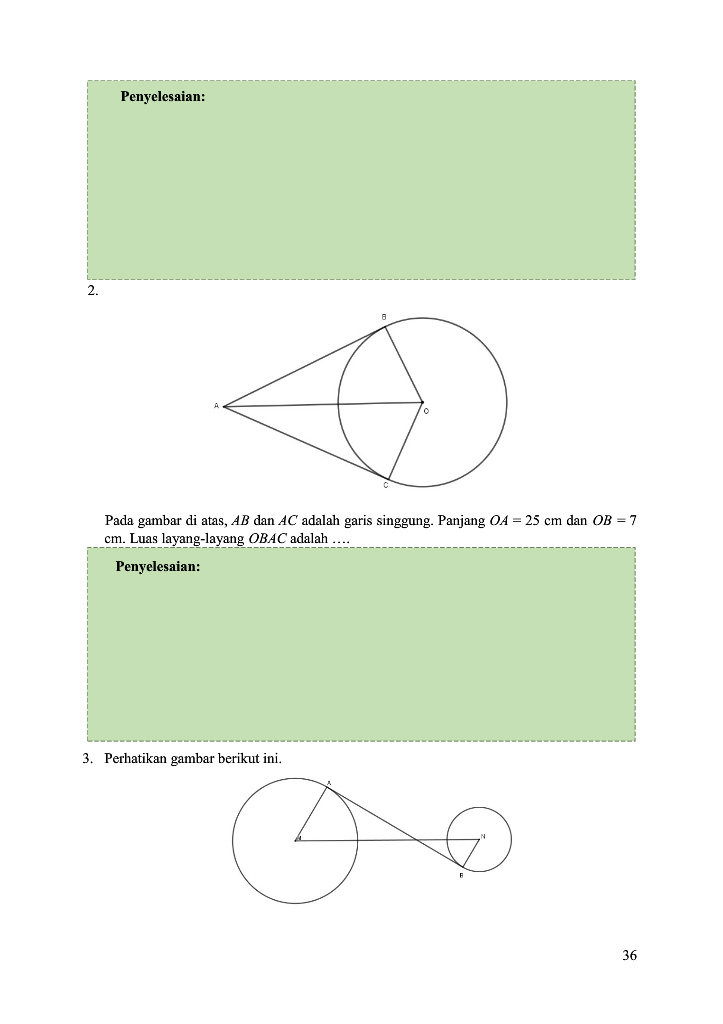 Penyelesaian:
2.
B
A
O
C
Pada gambar di atas, AB dan AC adalah garis singgung. Panjang OA = 25 cm dan OB = 7
cm. Luas layang-layang OBAC adalah ….
Penyelesaian:
3. Perhatikan gambar berikut ini.
A
M
N
B
36